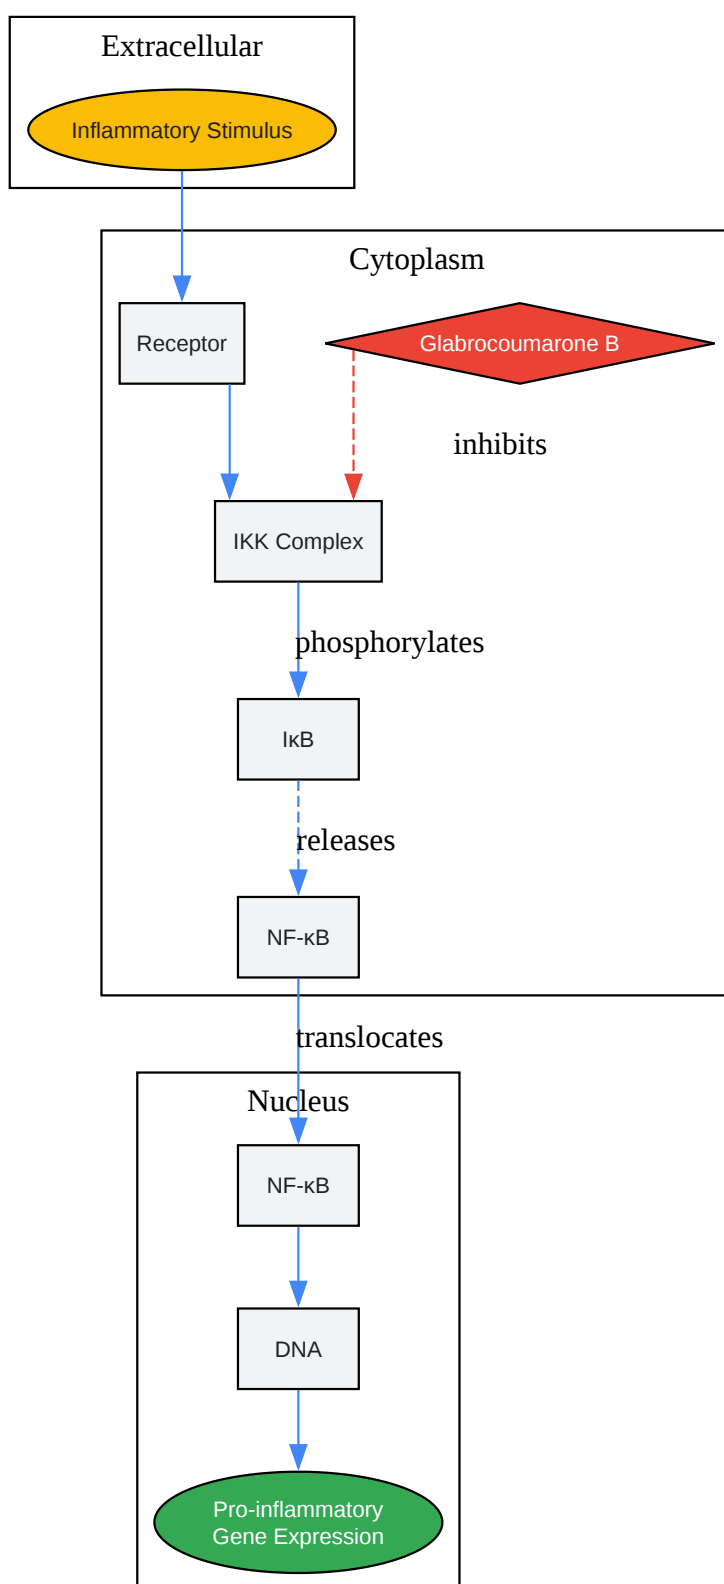 Extracellular
Inflammatory Stimulus
Cytoplasm
Receptor
Glabrocoumarone B
inhibits
IKK Complex
phosphorylates
IκB
releases
NF-κB
translocates
Nucleus
NF-κB
DNA
Pro-inflammatory
Gene Expression